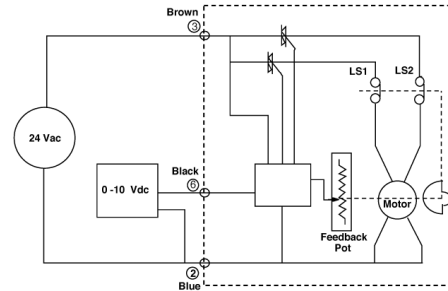 Brown
③
LS1
LS2
24 Vac
Black
⑥
0 -10 Vdc
Motor
Feedback
Pot
②
Blue